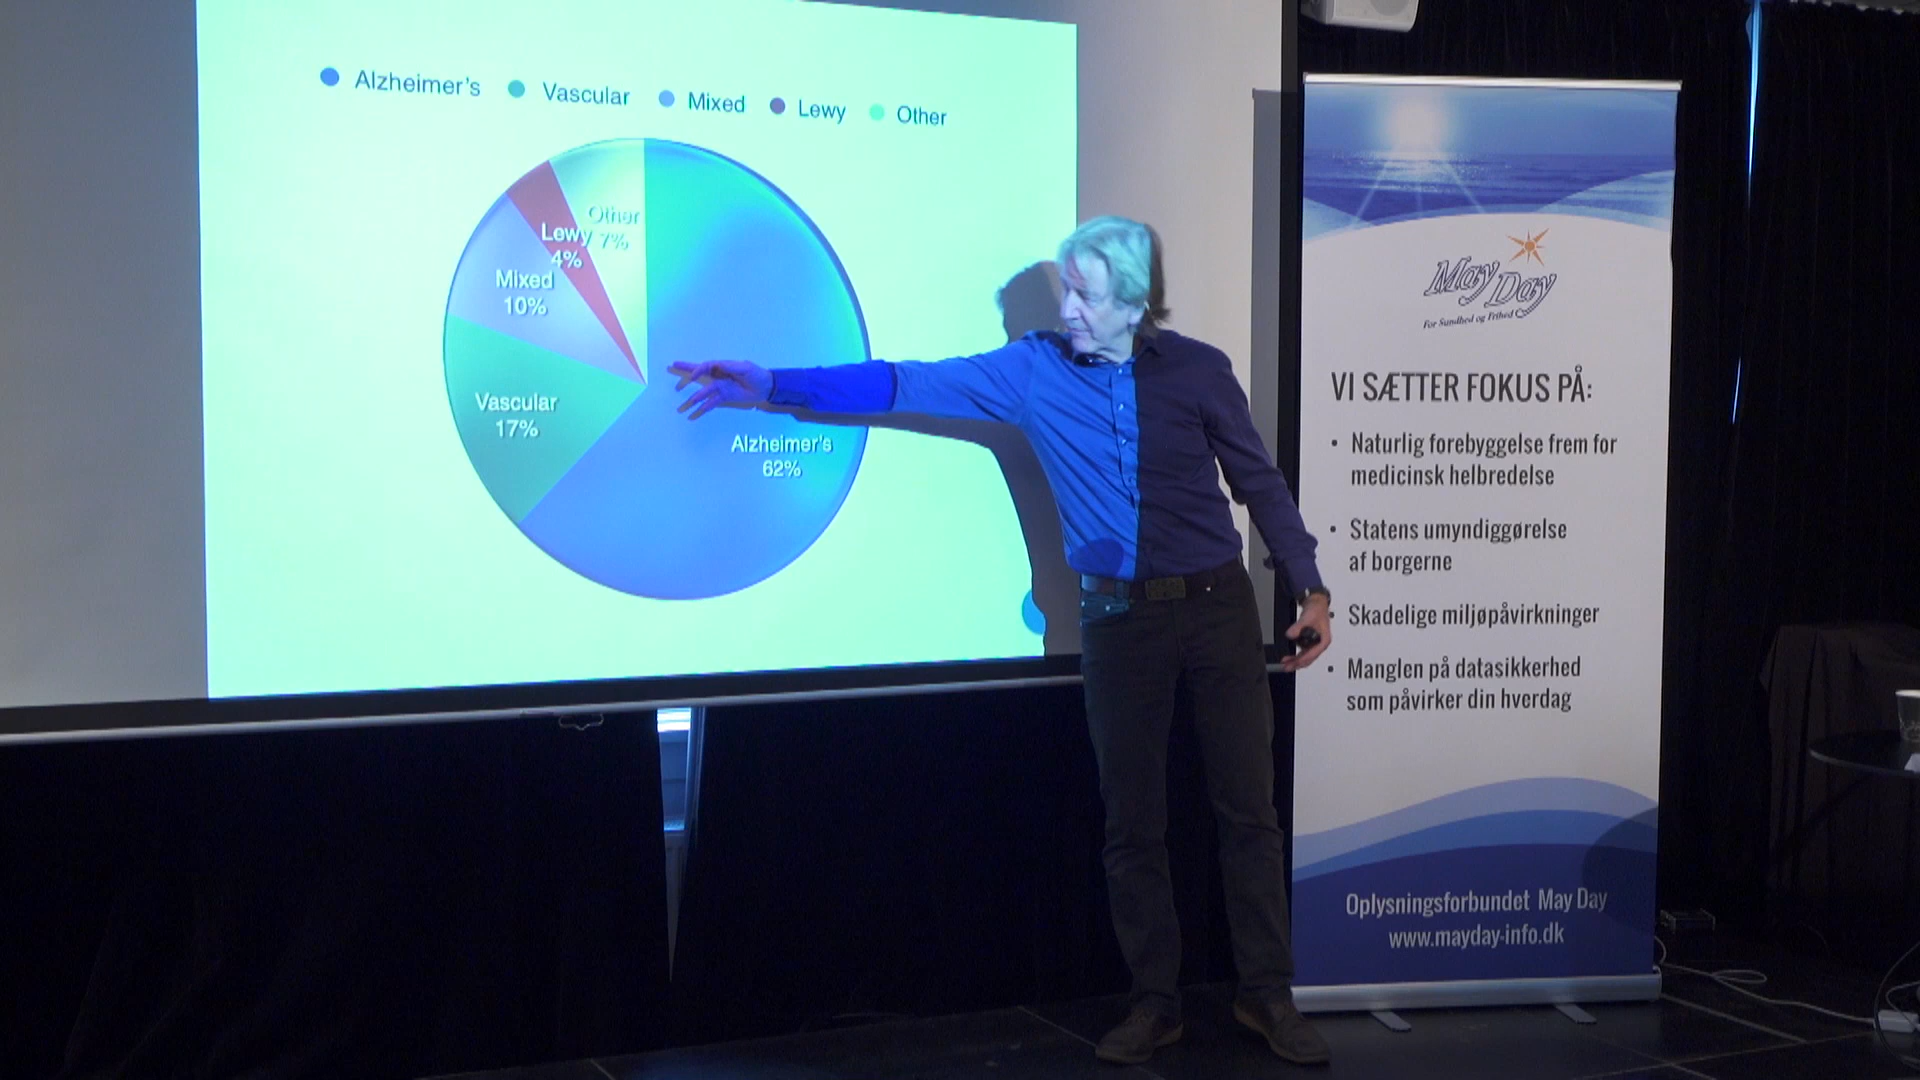 Alzheimer's Vascular Mixed Lewy Other
Other
7%
Lewy
4%
Mixed
10%
Vascular
17%
Alzheimer's
62%
May Day
For Sundhed og Frihed
VI SÆTTER FOKUS PÅ:
• Naturlig forebyggelse frem for
medicinsk helbredelse
• Statens umyndiggørelse
af borgerne
• Skadelige miljøpåvirkninger
• Manglen på datasikkerhed
som påvirker din hverdag
Oplysningsforbundet May Day
www.mayday-info.dk